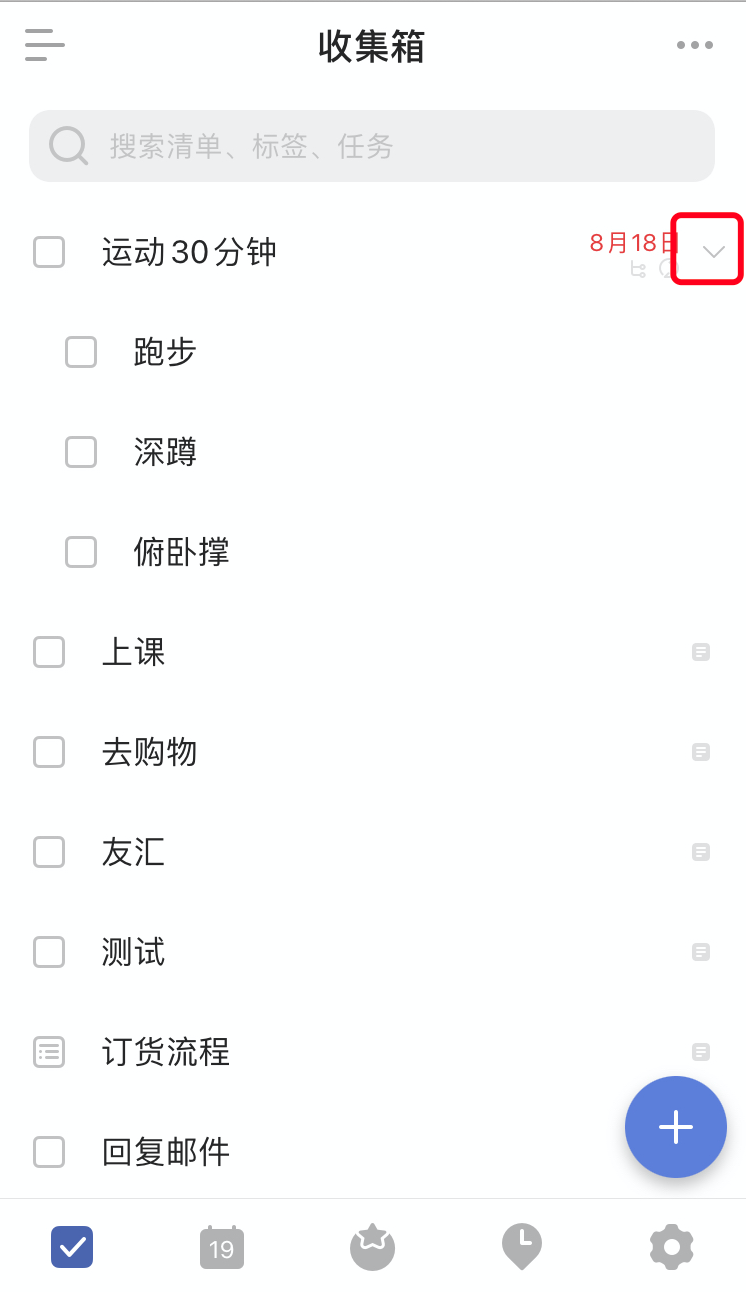 收集箱
搜索清单、标签、任务
运动30分钟
8月18日
跑步
深蹲
俯卧撑
上课
去购物
友汇
测试
订货流程
回复邮件
19